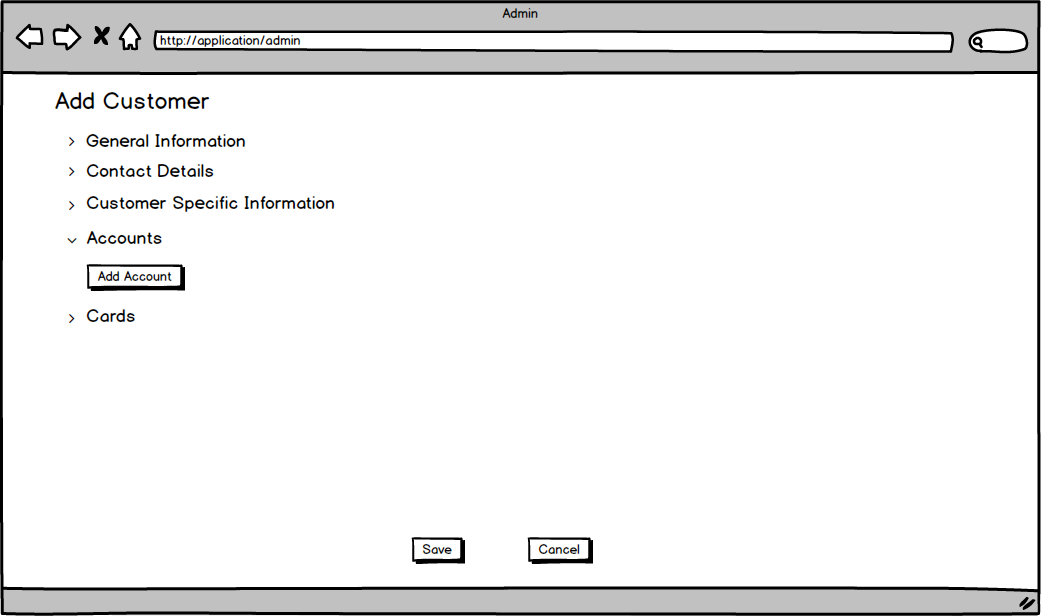 Admin
http://application/admin
Add Customer
General Information
Contact Details
Customer Specific Information
Accounts
Add Account
Cards
Save
Cancel